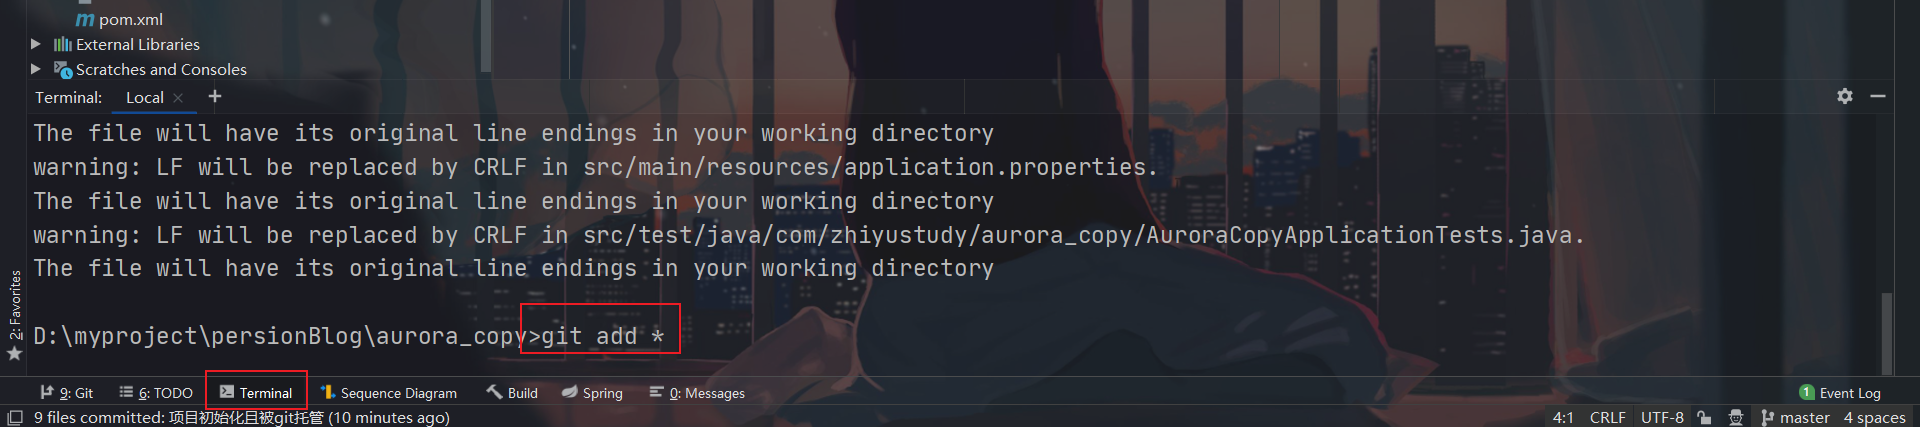 pom.xml
External Libraries
Scratches and Consoles
Terminal: Local × +
The file will have its original line endings in your working directory
warning: LF will be replaced by CRLF in src/main/resources/application.properties.
The file will have its original line endings in your working directory
warning: LF will be replaced by CRLF in src/test/java/com/zhiyustudy/aurora_copy/AuroraCopyApplicationTests.java.
The file will have its original line endings in your working directory
D:\myproject\persionBlog\aurora_copy>git add *
2: Favorites
9: Git 6: TODO Terminal Sequence Diagram Build Spring 0: Messages 1 Event Log
9 files committed: 项目初始化且被git托管 (10 minutes ago) 4:1 CRLF UTF-8 master 4 spaces